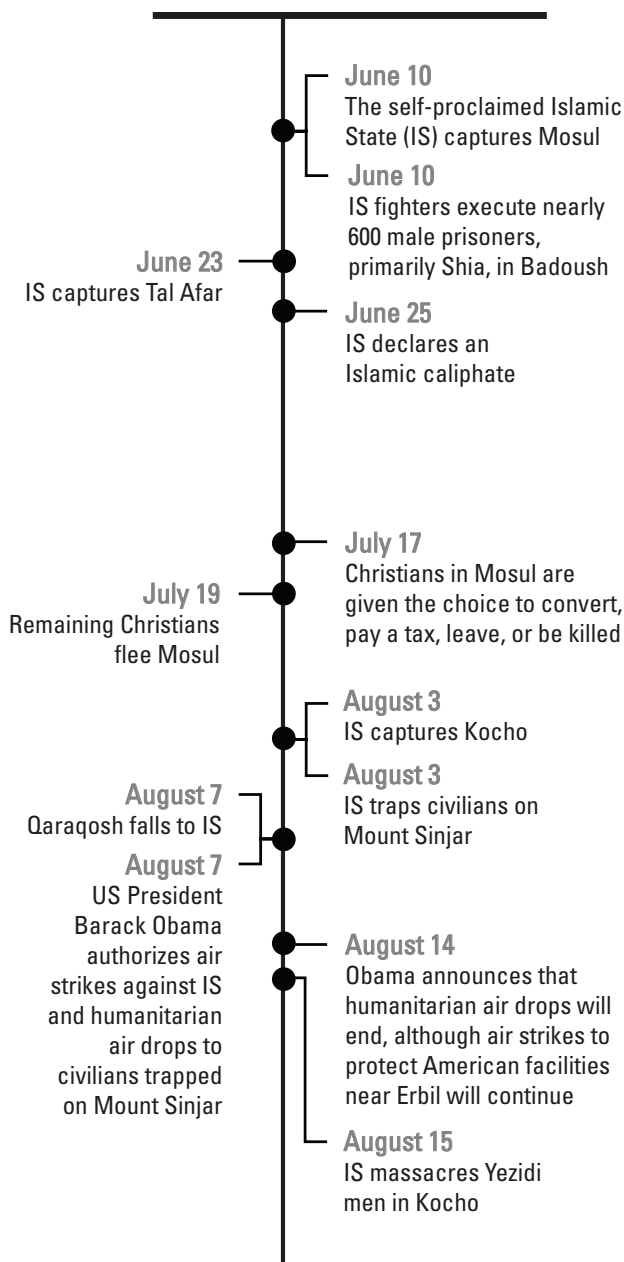 June 10
The self-proclaimed Islamic
State (IS) captures Mosul
June 10
IS fighters execute nearly
600 male prisoners,
primarily Shia, in Badoush
June 23
IS captures Tal Afar
June 25
IS declares an
Islamic caliphate
July 17
Christians in Mosul are
given the choice to convert,
pay a tax, leave, or be killed
July 19
Remaining Christians
flee Mosul
August 3
IS captures Kocho
August 3
IS traps civilians on
Mount Sinjar
August 7
Qaraqosh falls to IS
August 7
US President
Barack Obama
authorizes air
strikes against IS
and humanitarian
air drops to
civilians trapped
on Mount Sinjar
August 14
Obama announces that
humanitarian air drops will
end, although air strikes to
protect American facilities
near Erbil will continue
August 15
IS massacres Yezidi
men in Kocho